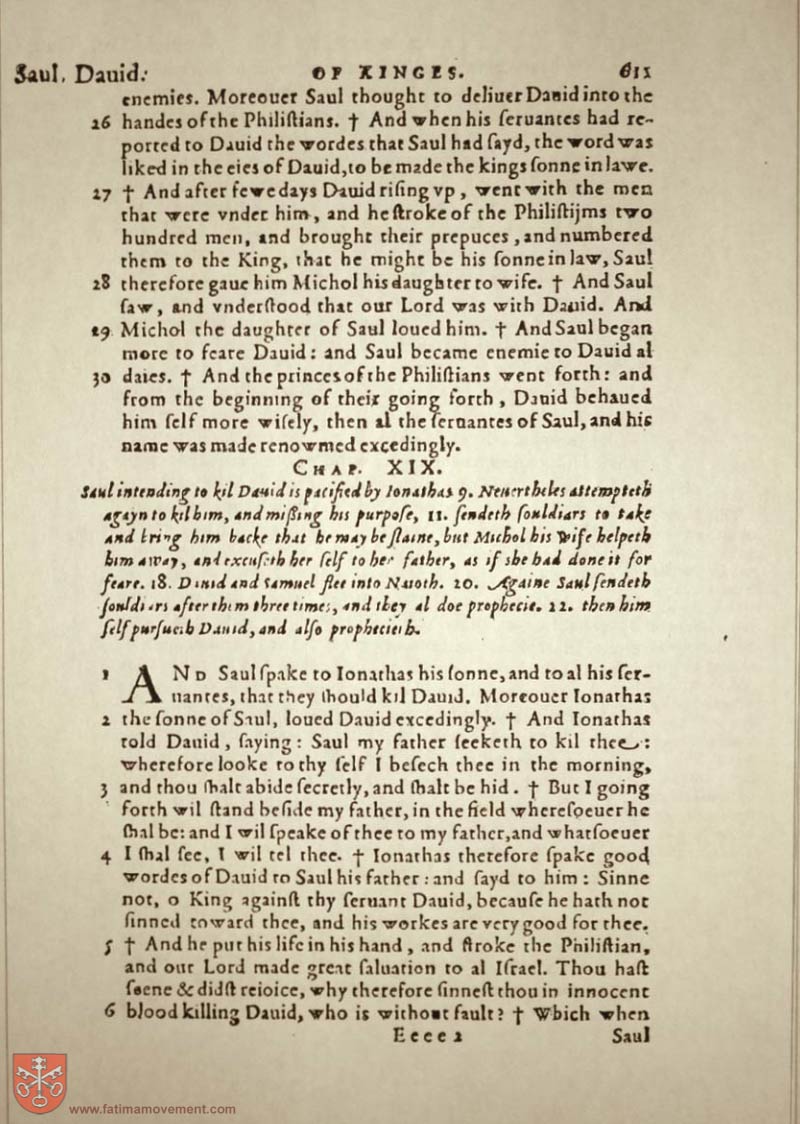 Saul. Dauid. OF KINGES. 611
enemies. Moreouer Saul thought to deliuer Dauid into the
26 handes of the Philiſtians. † And when his ſeruantes had re-
ported to Dauid the wordes that Saul had ſayd, the word was
liked in the eies of Dauid, to be made the kings ſonne in lawe.
27 † And after fewe days Dauid riſing vp, went with the men
that were vnder him, and he ſtroke of the Philiſtijms two
hundred men, and brought their prepuces, and numbered
them to the King, that he might be his ſonne in law, Saul
28 therefore gaue him Michol his daughter to wife. † And Saul
ſaw, and vnderſtood that our Lord was with Dauid. And
29 Michol the daughter of Saul loued him. † And Saul began
more to feare Dauid: and Saul became enemie to Dauid al
30 daies. † And the princes of the Philiſtians went forth: and
from the beginning of their going forth, Dauid behaued
him ſelf more wiſely, then al the ſeruantes of Saul, and his
name was made renowmed excedingly.
CHAP. XIX.
Saul intending to kil Dauid is pacified by Ionathas 9. Neuertheles attempteth
agayn to kil him, and miſſing his purpoſe, 11. ſendeth ſouldiars to take
and bring him backe that he may be ſlaine, but Michol his wife helpeth
him away, and excuſeth her ſelf to her father, as if she had done it for
feare. 18. Dauid and Samuel flee into Naioth. 20. Againe Saul ſendeth
ſouldiars after them three times, and they al doe prophecie. 22. then him
ſelf purſueth Dauid, and alſo prophecieth.
1 AND Saul ſpake to Ionathas his ſonne, and to al his ſer-
uantes, that they ſhould kil Dauid. Moreouer Ionathas
2 the ſonne of Saul, loued Dauid excedingly. † And Ionathas
told Dauid, ſaying: Saul my father ſeeketh to kil thee:
wherefore looke to thy ſelf I beſech thee in the morning,
3 and thou ſhalt abide ſecretly, and ſhalt be hid. † But I going
forth wil ſtand beſide my father, in the field whereſoeuer he
ſhal be: and I wil ſpeake of thee to my father, and whatſoeuer
4 I ſhal ſee, I wil tel thee. † Ionathas therefore ſpake good
wordes of Dauid to Saul his father: and ſayd to him: Sinne
not, o King againſt thy ſeruant Dauid, becauſe he hath not
ſinned toward thee, and his workes are very good for thee.
5 † And he put his life in his hand, and ſtroke the Philiſtian,
and our Lord made great ſaluation to al Iſrael. Thou haſt
ſeene & didſt reioice, why therefore ſinneſt thou in innocent
6 blood killing Dauid, who is without fault? † Which when
Eeee 2 Saul
www.fatimamovement.com